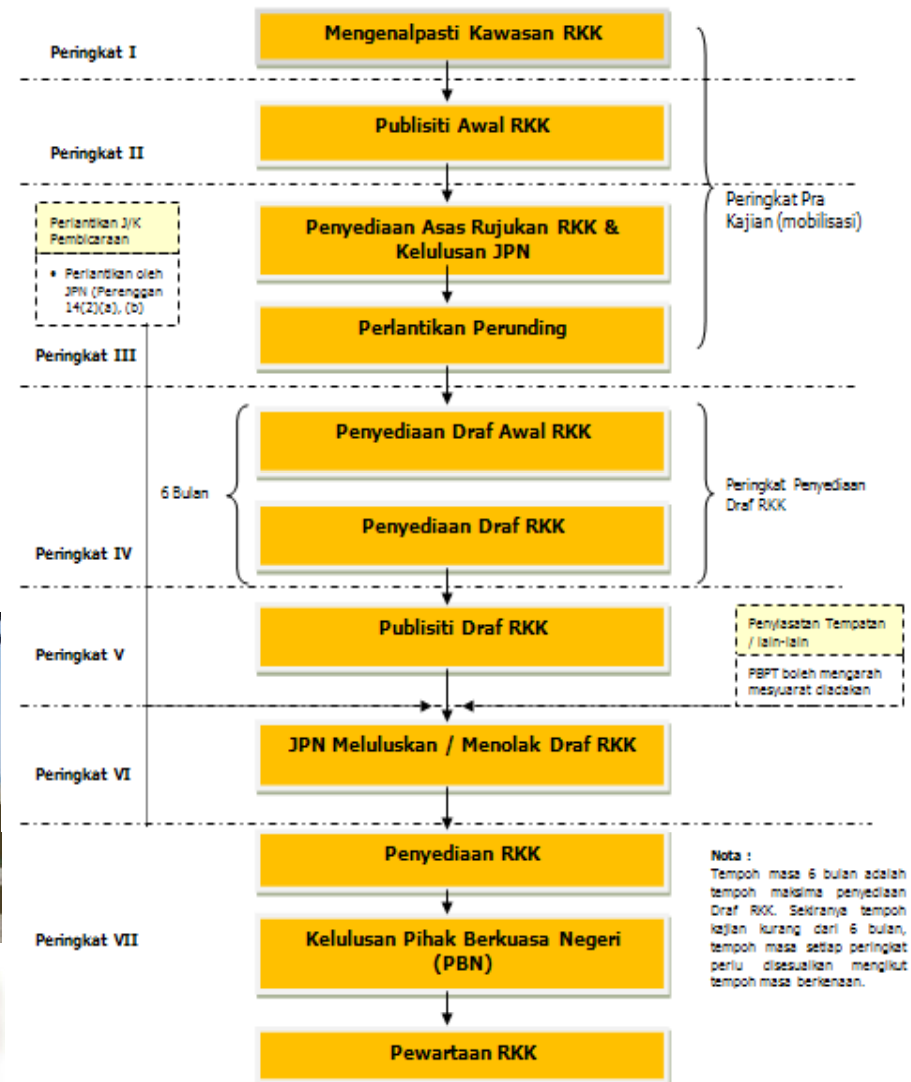 Mengenalpasti Kawasan RKK
Peringkat I
Publisiti Awal RKK
Peringkat II
Peringkat Pra
Kajian (mobilisasi)
Perlantikan J/K
Pembicaraan
• Perlantikan oleh
JPN (Perenggan
14(2)(a), (b)
Penyediaan Asas Rujukan RKK &
Kelulusan JPN
Perlantikan Perunding
Peringkat III
Penyediaan Draf Awal RKK
6 Bulan
Peringkat Penyediaan
Draf RKK
Penyediaan Draf RKK
Peringkat IV
Publisiti Draf RKK
Peringkat V
Penyiasatan Tempatan
/ lain-lain
PBPT boleh mengarah
mesyuarat diadakan
JPN Meluluskan / Menolak Draf RKK
Peringkat VI
Penyediaan RKK
Kelulusan Pihak Berkuasa Negeri
(PBN)
Peringkat VII
Pewartaan RKK
Nota :
Tempoh masa 6 bulan adalah
tempoh maksima penyediaan
Draf RKK. Sekiranya tempoh
kajian kurang dari 6 bulan,
tempoh masa setiap peringkat
perlu disesuaikan mengikut
tempoh masa berkenaan.